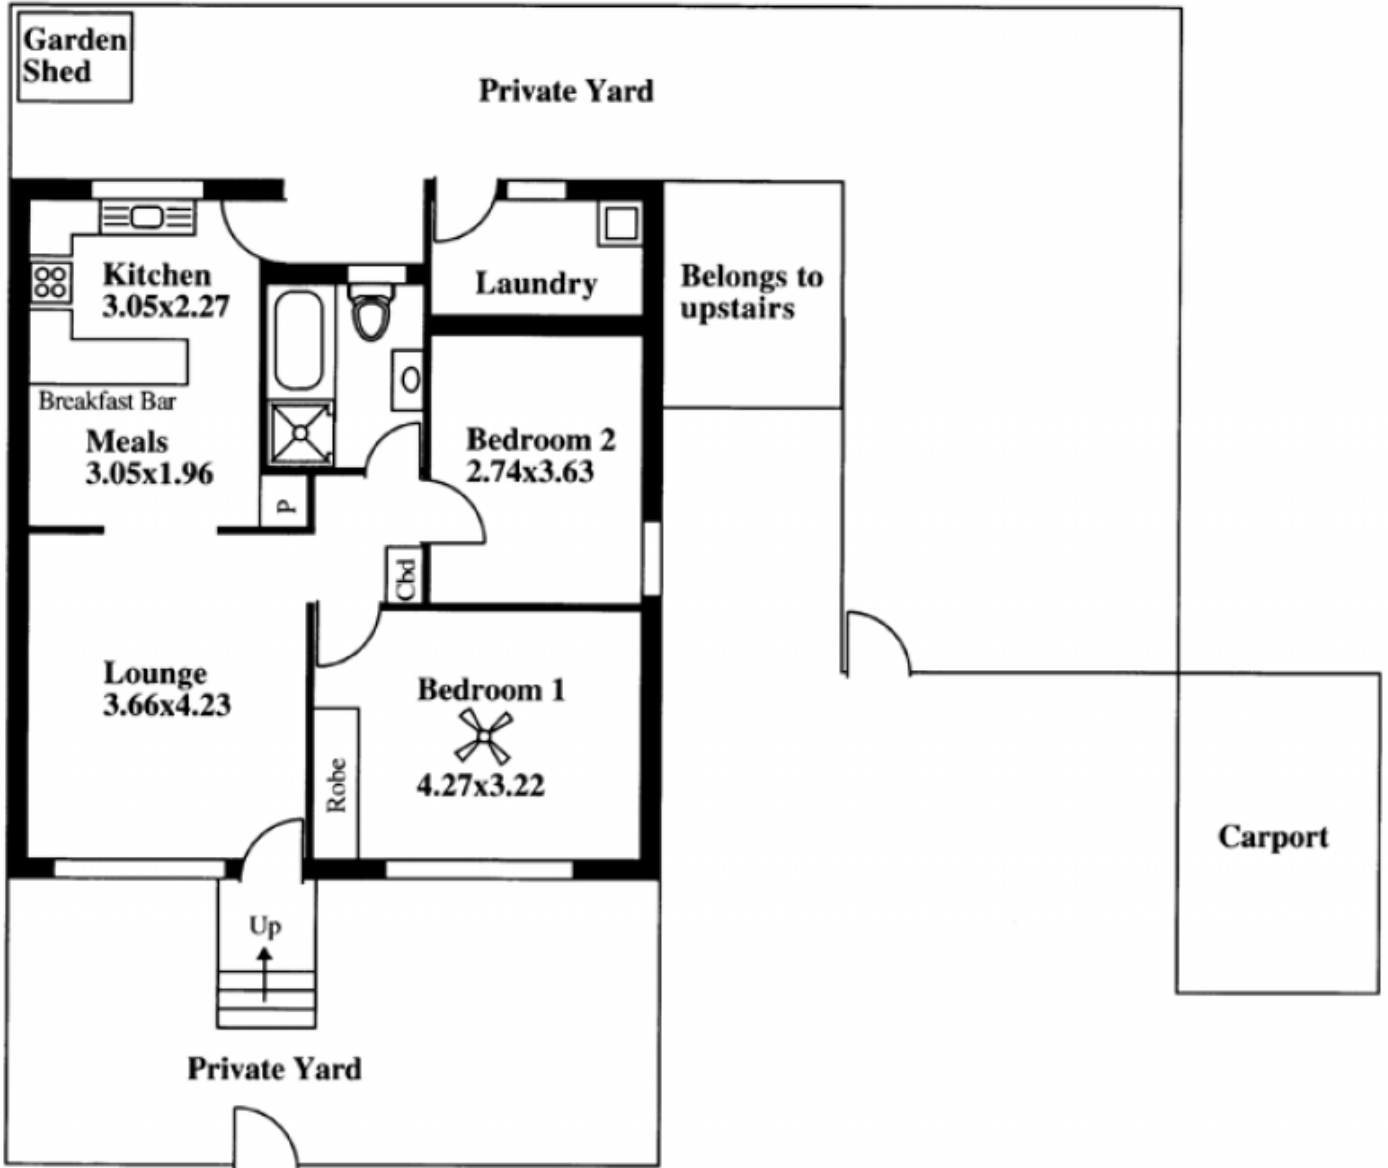 Garden
Shed
Private Yard
Kitchen
3.05x2.27
Laundry
Belongs to
upstairs
Breakfast Bar
Meals
3.05x1.96
Bedroom 2
2.74x3.63
P
Cbd
Lounge
3.66x4.23
Bedroom 1
4.27x3.22
Robe
Carport
Up
Private Yard